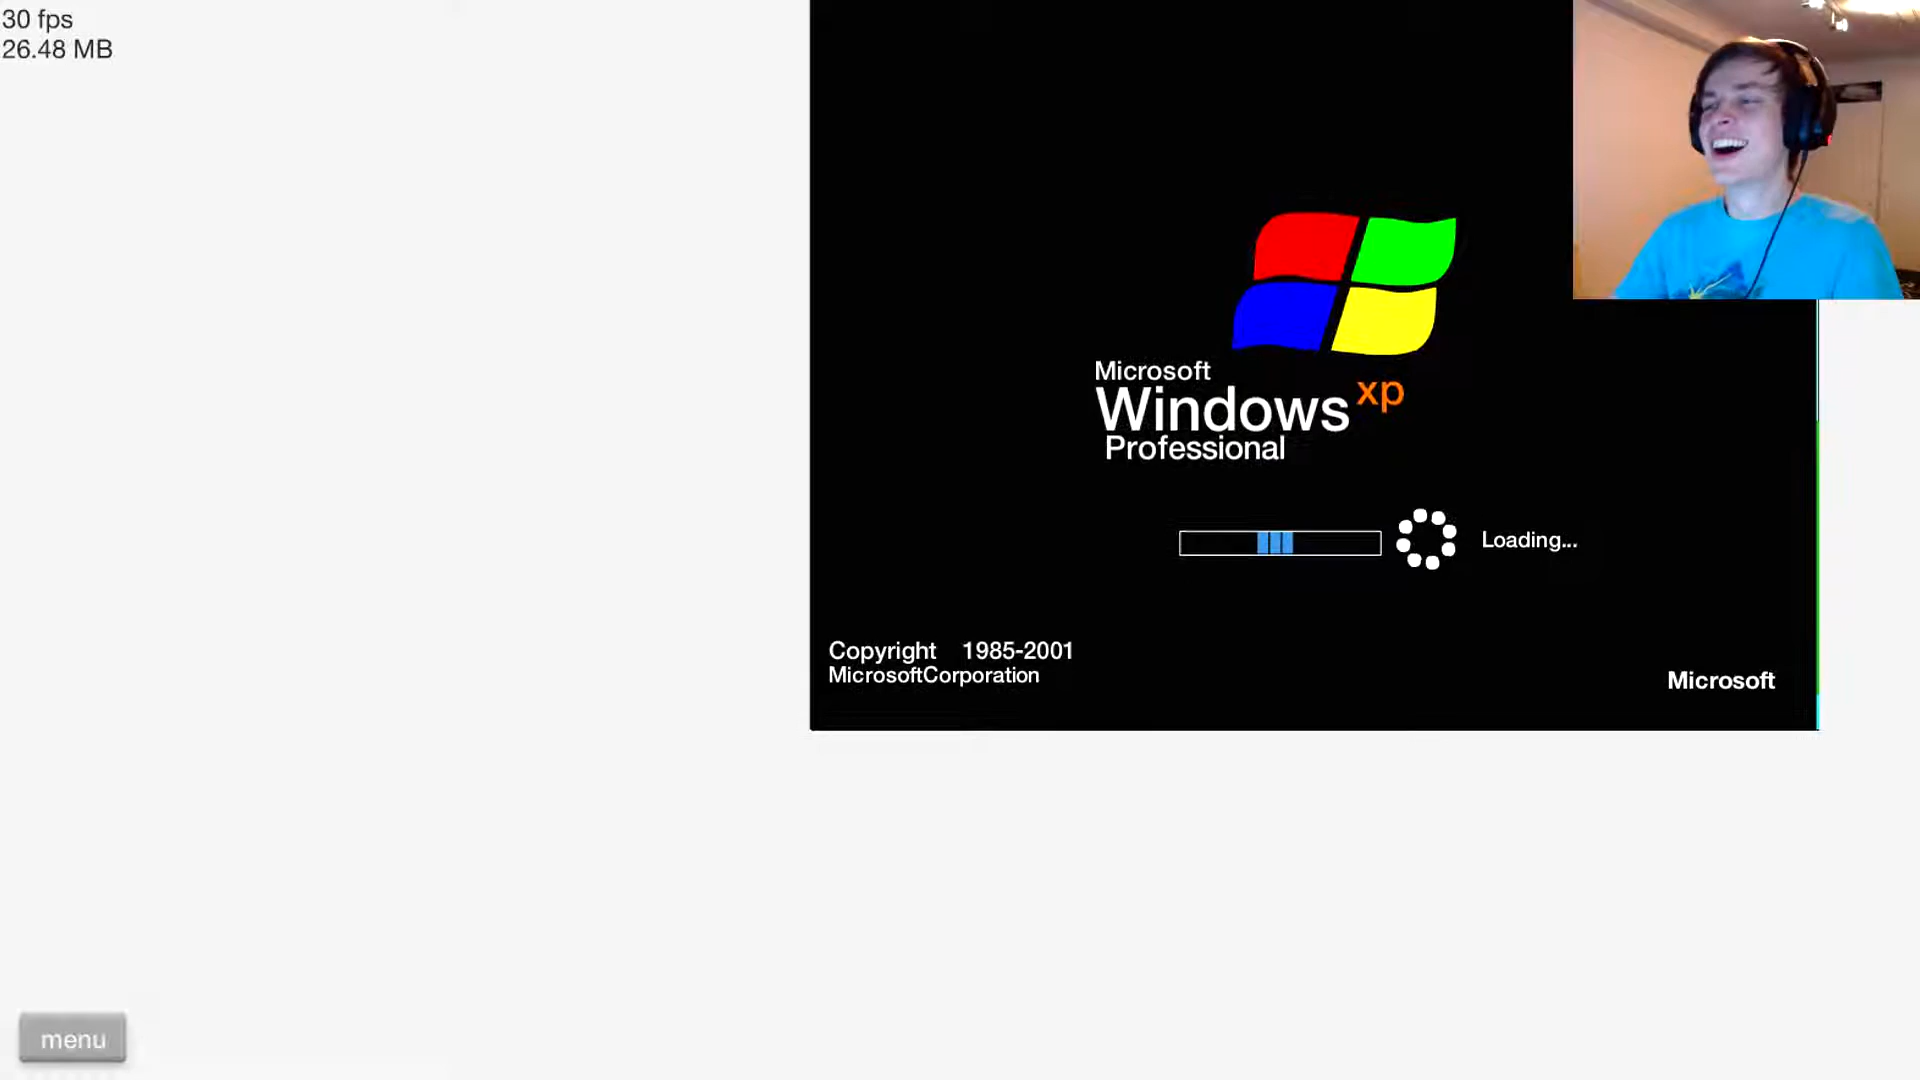 30 fps
26.48 MB
Microsoft
Windows xp
Professional
Loading...
Copyright 1985-2001
MicrosoftCorporation
Microsoft
menu